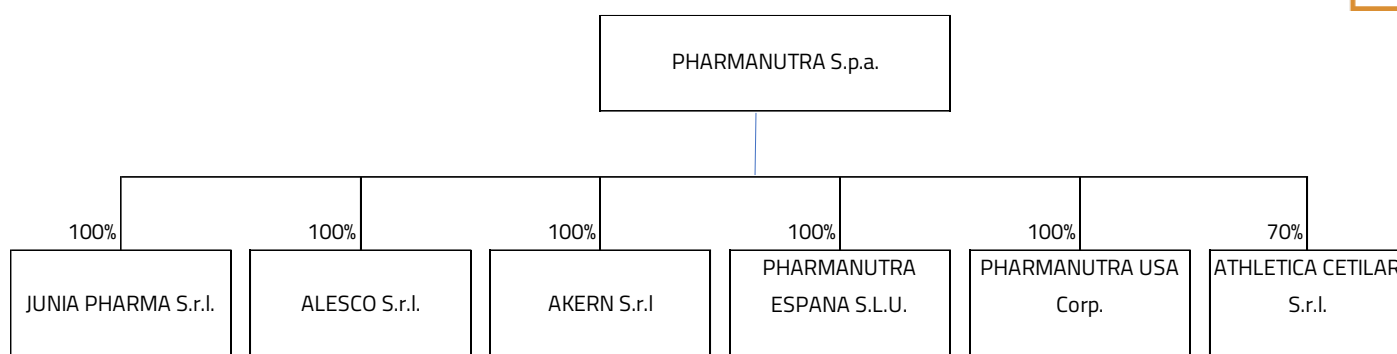 PHARMANUTRA S.p.a.
100%
100%
100%
100%
100%
70%
JUNIA PHARMA S.r.l.
ALESCO S.r.l.
AKERN S.r.l
PHARMANUTRA
ESPANA S.L.U.
PHARMANUTRA USA
Corp.
ATHLETICA CETILAR
S.r.l.